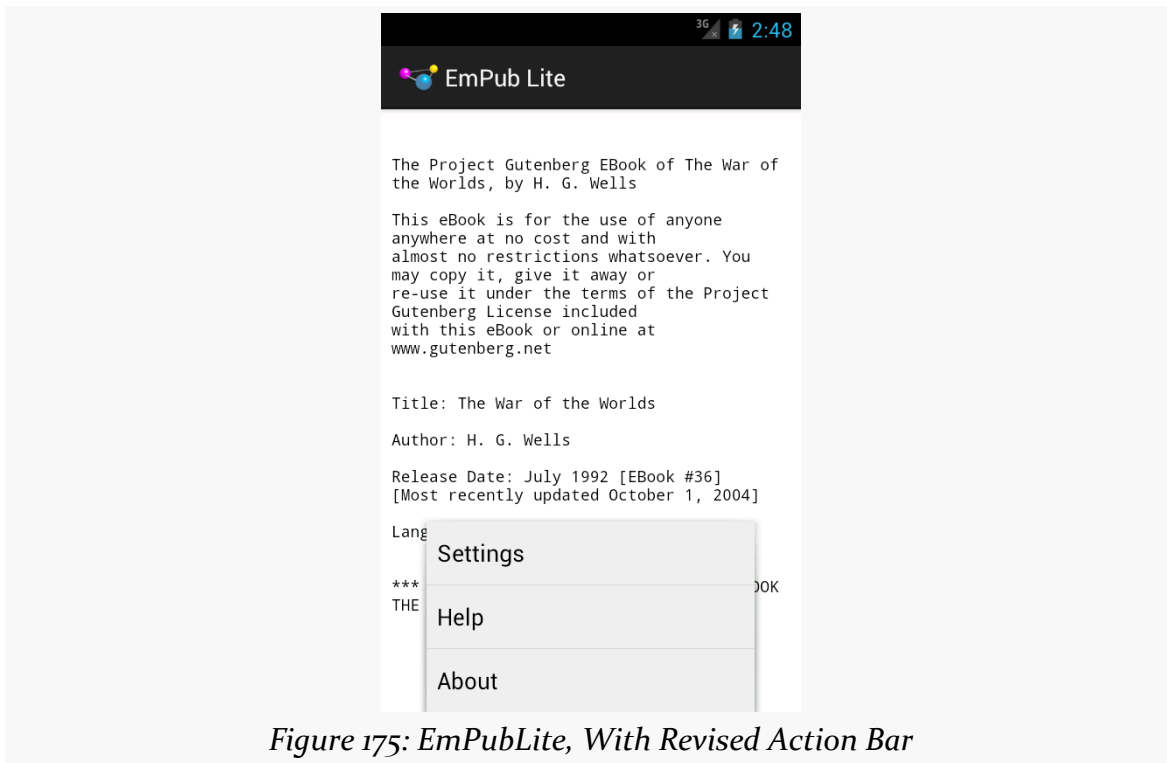 3G
2:48
EmPub Lite
The Project Gutenberg EBook of The War of
the Worlds, by H. G. Wells
This eBook is for the use of anyone
anywhere at no cost and with
almost no restrictions whatsoever. You
may copy it, give it away or
re-use it under the terms of the Project
Gutenberg License included
with this eBook or online at
www.gutenberg.net
Title: The War of the Worlds
Author: H. G. Wells
Release Date: July 1992 [EBook #36]
[Most recently updated October 1, 2004]
Settings
***
THE
Help
About
Figure 175: EmPubLite, With Revised Action Bar